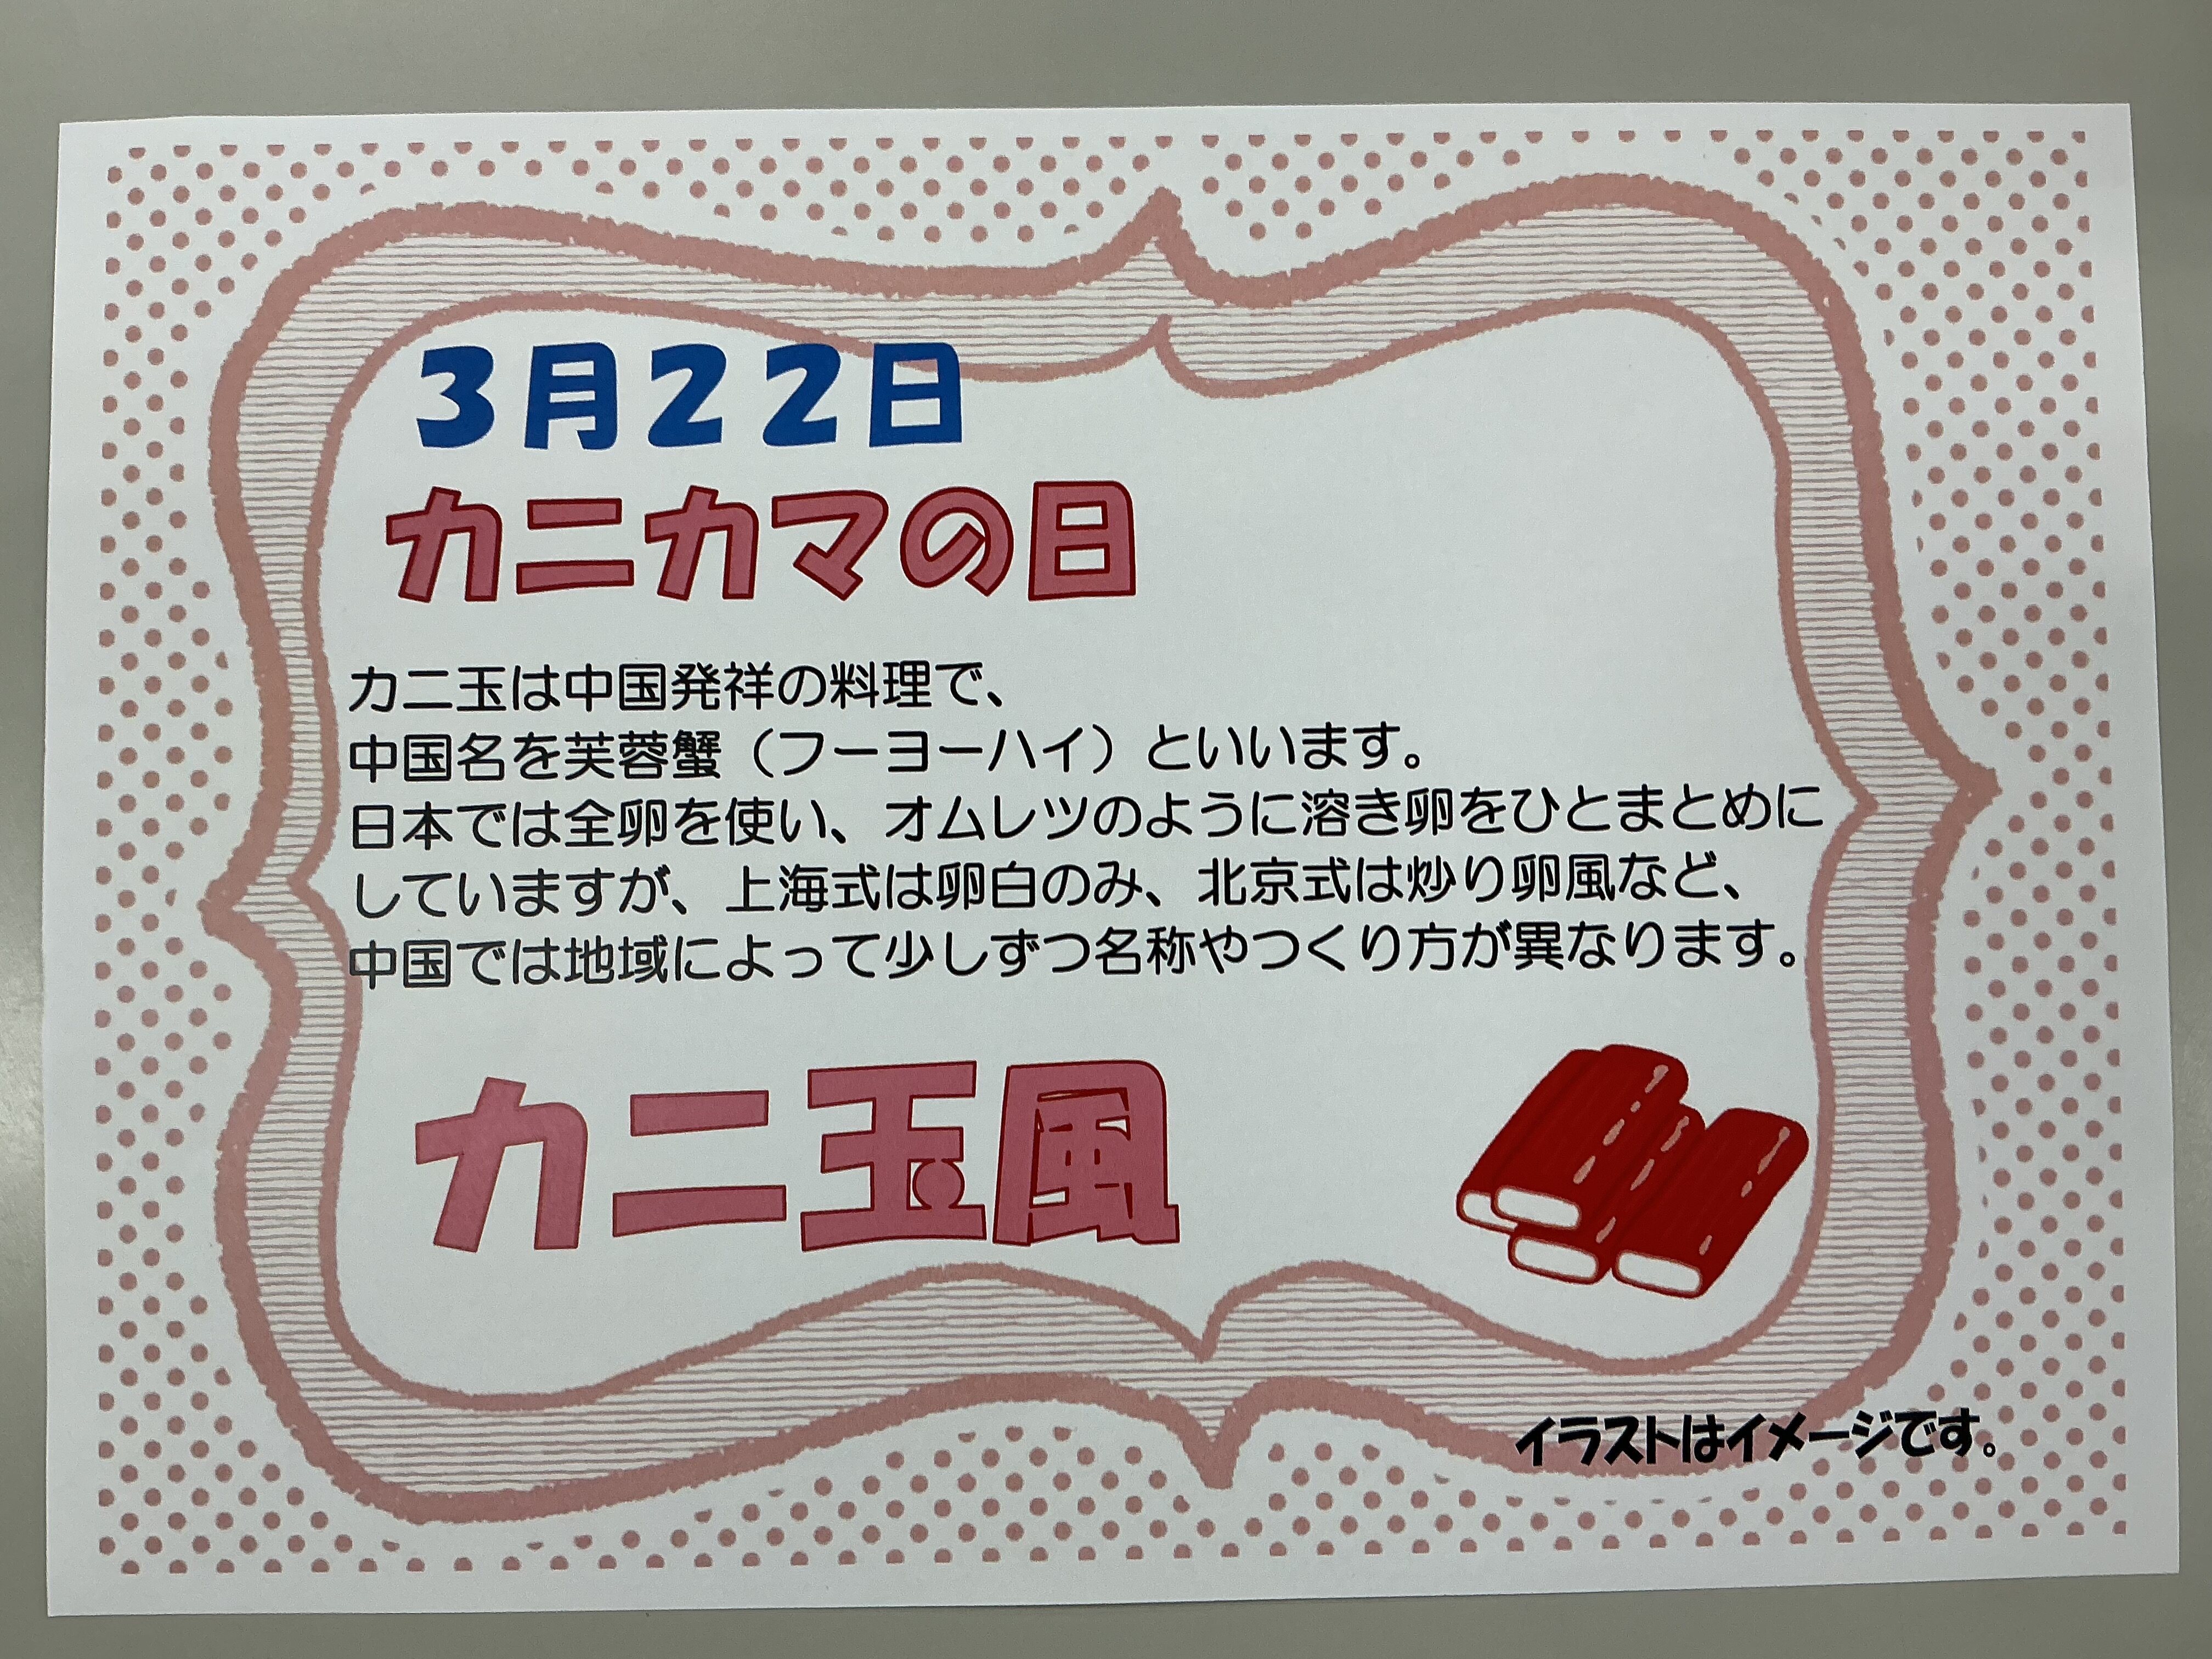 3月22日
カニカマの日
カニ玉は中国発祥の料理で、
中国名を芙蓉蟹（フーヨーハイ）といいます。
日本では全卵を使い、オムレツのように溶き卵をひとまとめに
していますが、上海式は卵白のみ、北京式は炒り卵風など、
中国では地域によって少しずつ名称やつくり方が異なります。
カニ玉風
イラストはイメージです。